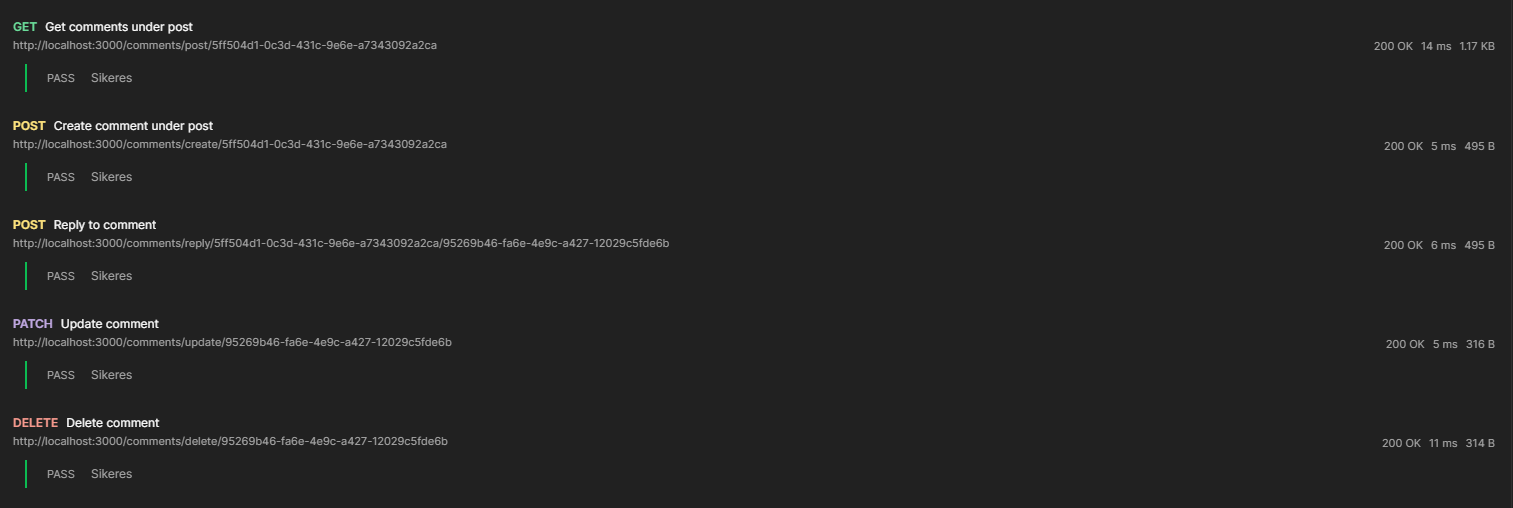 GET Get comments under post
http://localhost:3000/comments/post/5ff504d1-0c3d-431c-9e6e-a7343092a2ca
200 OK 14 ms 1.17 KB
PASS Sikeres
POST Create comment under post
http://localhost:3000/comments/create/5ff504d1-0c3d-431c-9e6e-a7343092a2ca
200 OK 5 ms 495 B
PASS Sikeres
POST Reply to comment
http://localhost:3000/comments/reply/5ff504d1-0c3d-431c-9e6e-a7343092a2ca/95269b46-fa6e-4e9c-a427-12029c5fde6b
200 OK 6 ms 495 B
PASS Sikeres
PATCH Update comment
http://localhost:3000/comments/update/95269b46-fa6e-4e9c-a427-12029c5fde6b
200 OK 5 ms 316 B
PASS Sikeres
DELETE Delete comment
http://localhost:3000/comments/delete/95269b46-fa6e-4e9c-a427-12029c5fde6b
200 OK 11 ms 314 B
PASS Sikeres